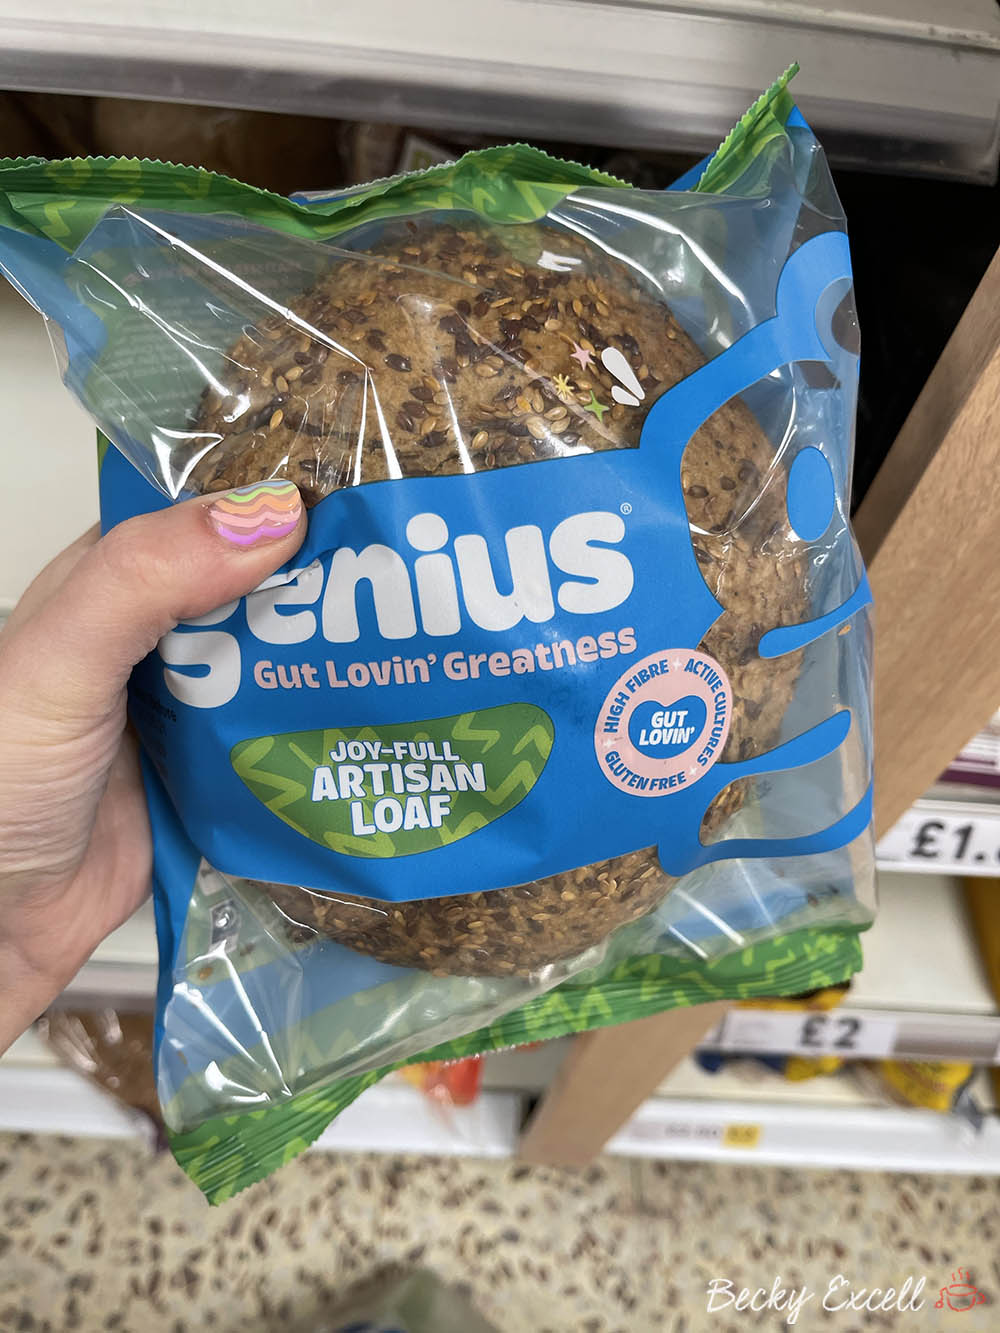 genius®
Gut Lovin' Greatness
JOY-FULL
ARTISAN
LOAF
HIGH FIBRE + ACTIVE CULTURES
GLUTEN FREE
GUT
LOVIN'
£1.
£2
Becky Excell